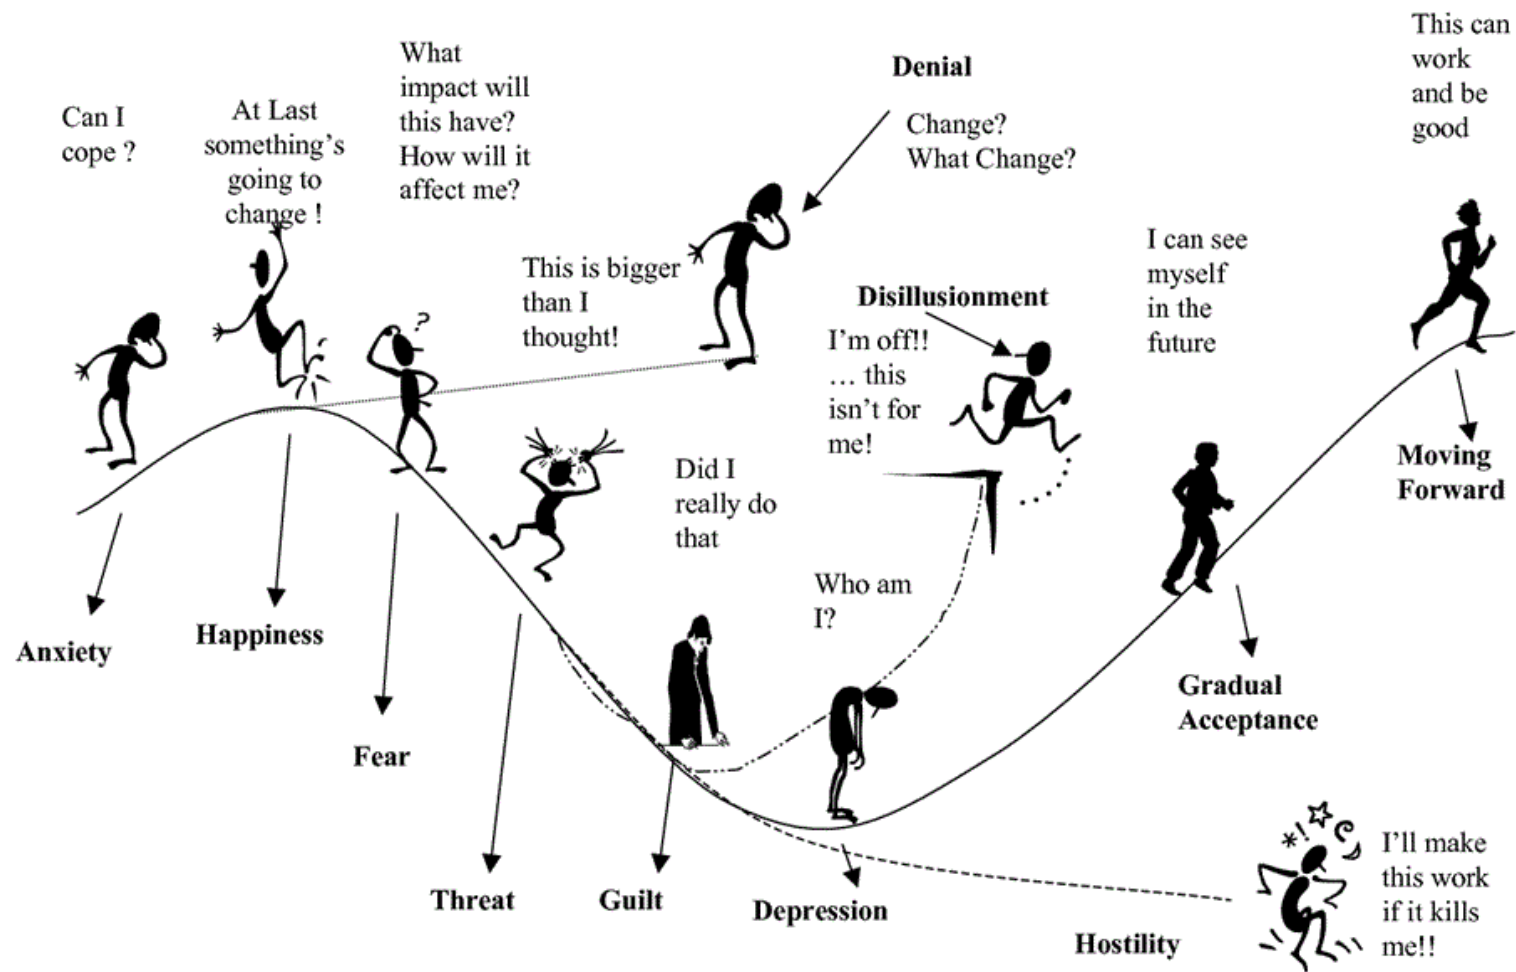 Can I
cope ?
At Last
something's
going to
change !
What
impact will
this have?
How will it
affect me?
Denial
Change?
What Change?
This can
work
and be
good
?
This is bigger
than I
thought!
Disillusionment
I'm off!!
... this
isn't for
me!
I can see
myself
in the
future
Did I
really do
that
Who am
I?
Moving
Forward
Anxiety
Happiness
Fear
Threat
Guilt
Depression
Gradual
Acceptance
Hostility
*!
I'll make
this work
if it kills
me!!